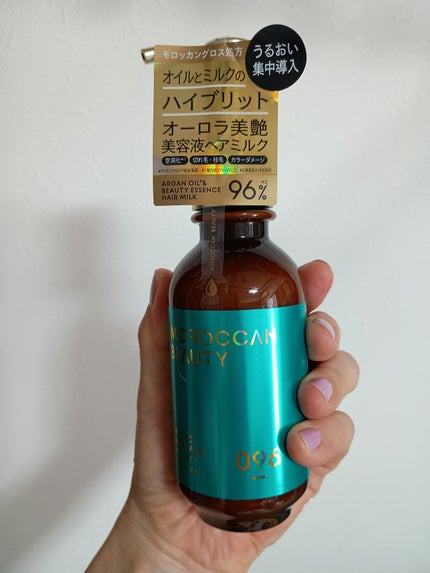 モロッカングロス処方
うるおい
集中導入
オイルとミルクの
ハイブリット
オーロラ美艶
美容液ヘアミルク
空洞化*¹ 切れ毛・枝毛 カラーダメージ
ARGAN OIL*&
BEAUTY ESSENCE
HAIR MILK
96%
MOROCCAN BEAUTY
MOROCCAN
BEAUTY
096